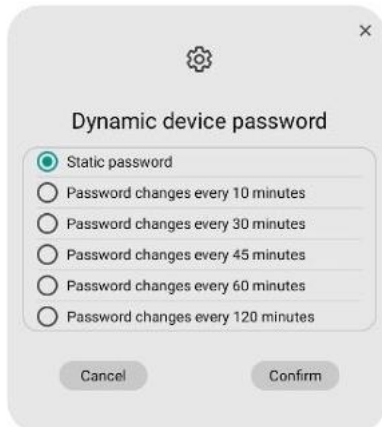 Dynamic device password
Static password
Password changes every 10 minutes
Password changes every 30 minutes
Password changes every 45 minutes
Password changes every 60 minutes
Password changes every 120 minutes
Cancel Confirm